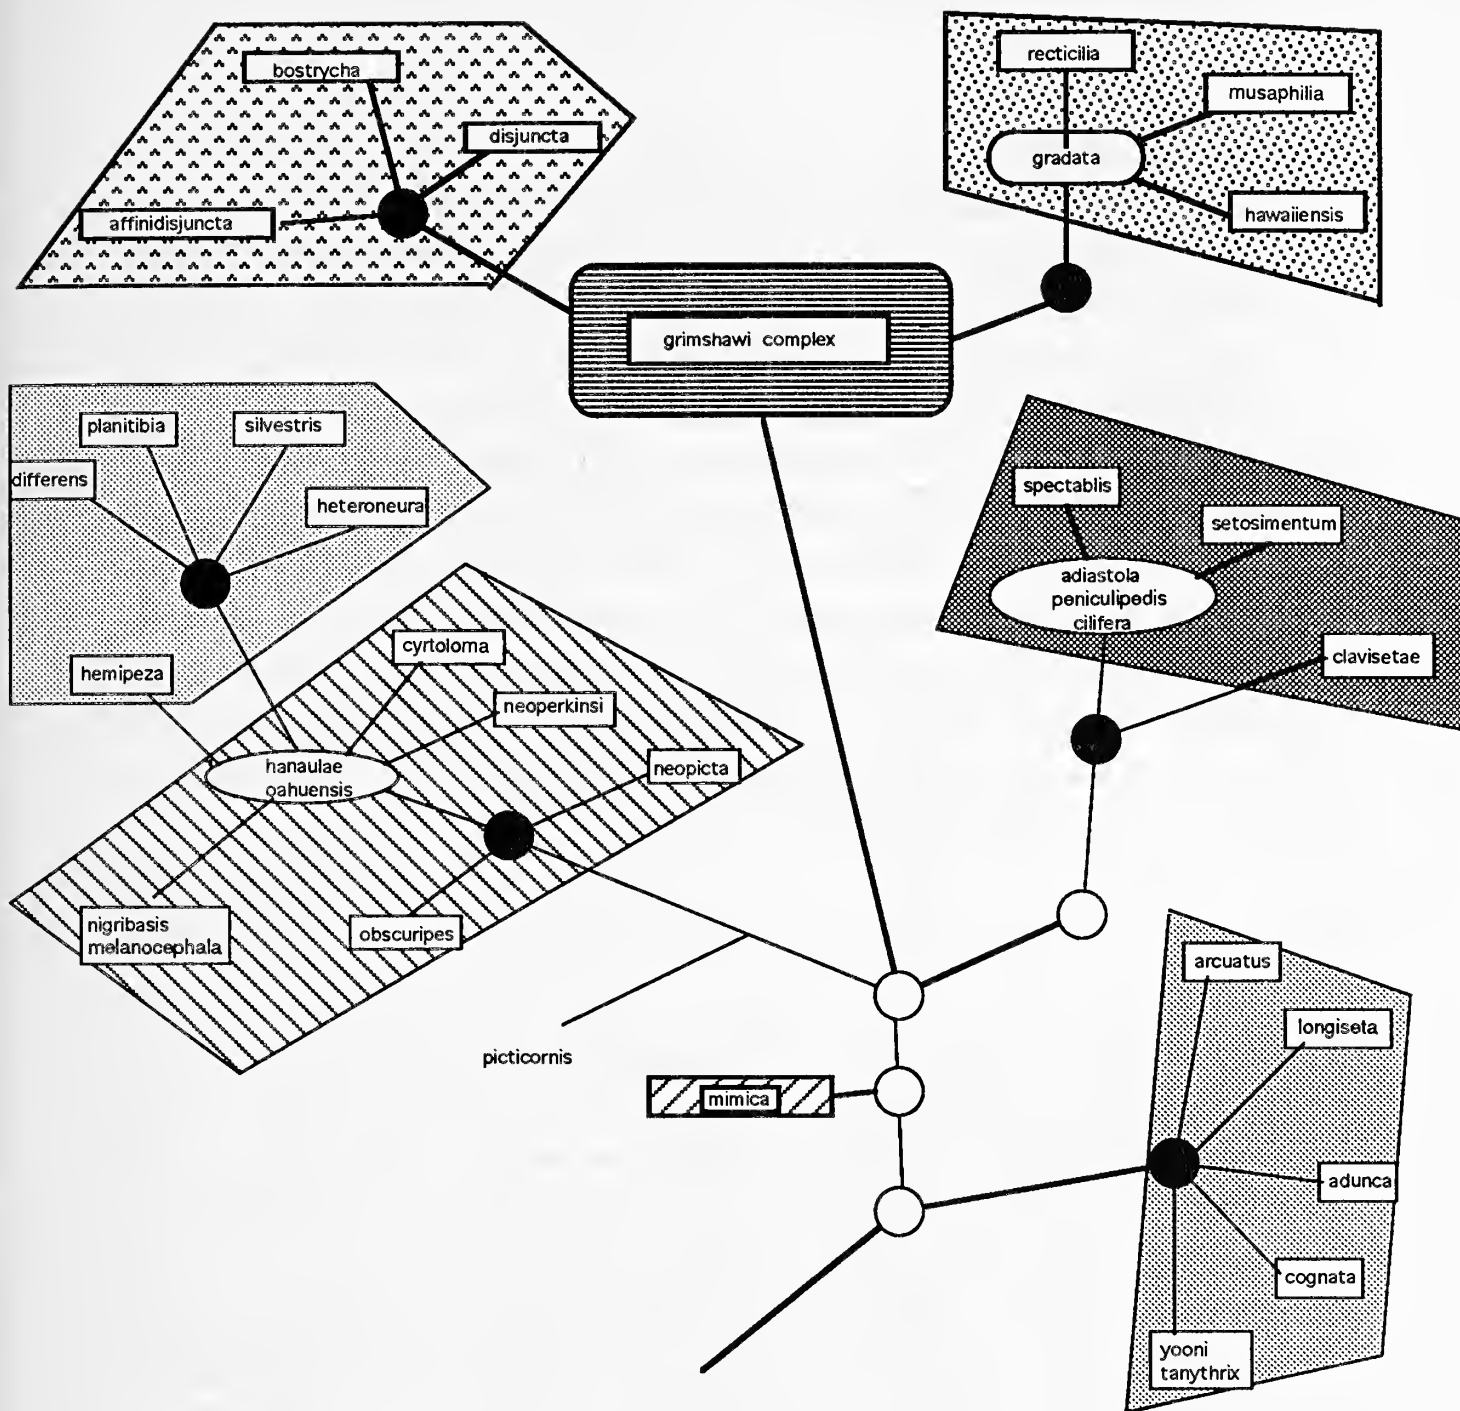 bostrycha
disjuncta
affinidisjuncta
recticilia
musaphilia
gradata
hawaiiensis
grimshawi complex
planitibia
silvestris
differens
heteroneura
hemipeza
spectablis
setosimentum
adiastola
peniculipedis
cilifera
clavisetae
cyrtoloma
neoperkinsi
neopicta
hanaulae
oahuensis
nigribasis
melanocephala
obscuripes
picticornis
mimica
arcuatus
longiseta
adunca
cognata
yooni
tanythrix